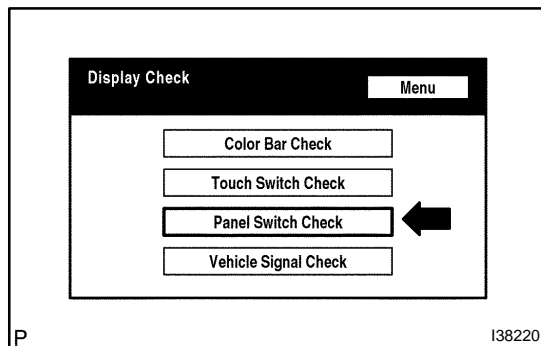 Display Check
Menu
Color Bar Check
Touch Switch Check
Panel Switch Check
Vehicle Signal Check
P
I38220